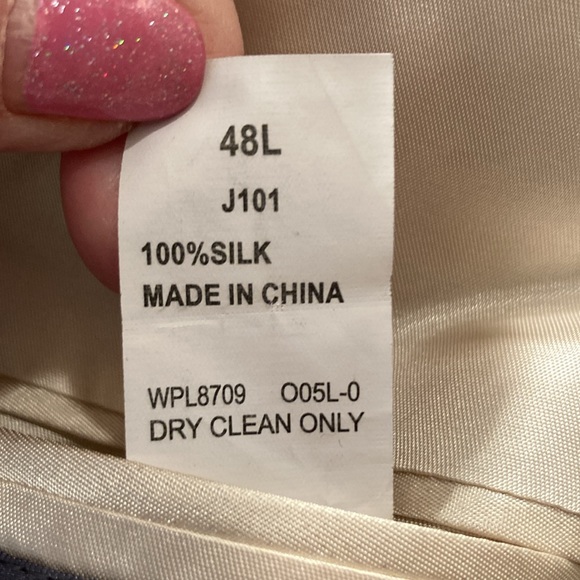 48L
J101
100%SILK
MADE IN CHINA
WPL8709 O05L-0
DRY CLEAN ONLY